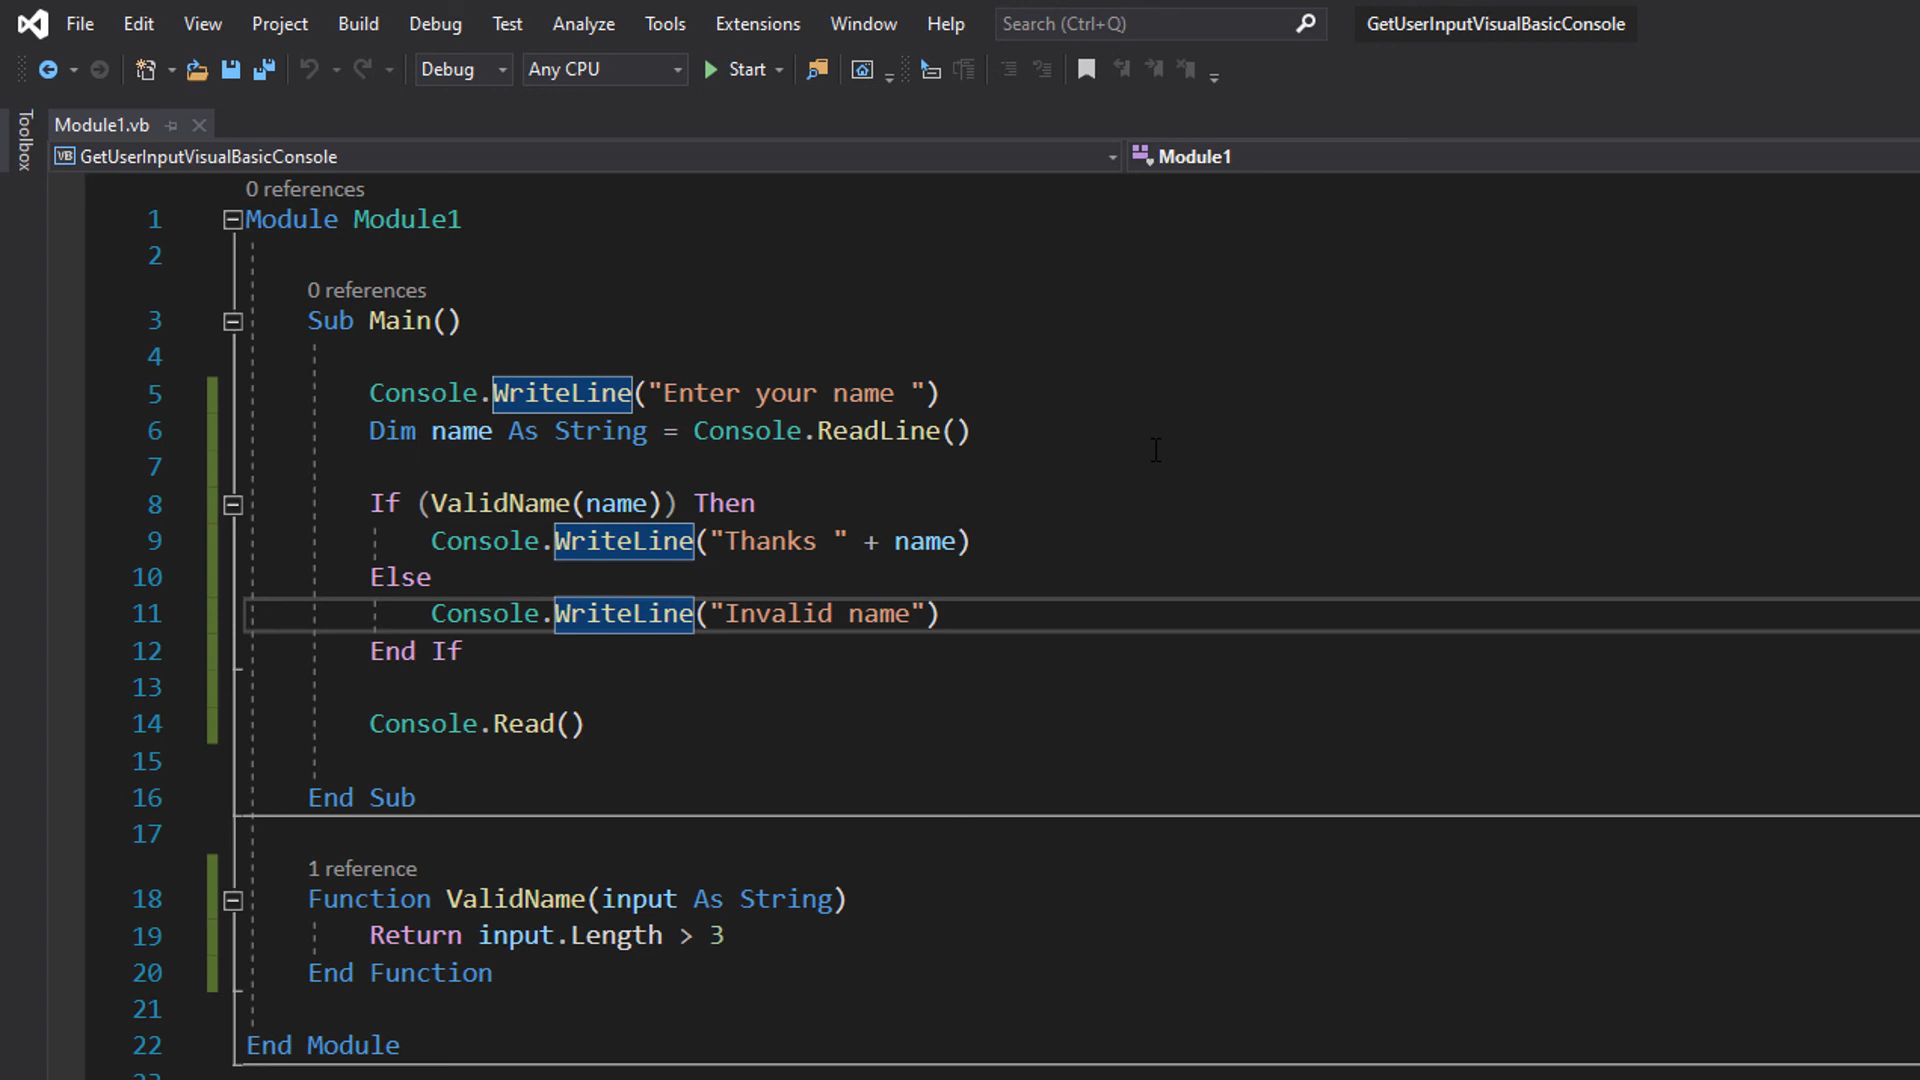 File Edit View Project Build Debug Test Analyze Tools Extensions Window Help Search (Ctrl+Q) GetUserInputVisualBasicConsole
Debug Any CPU Start
Toolbox
Module1.vb
VB GetUserInputVisualBasicConsole Module1
0 references
1 Module Module1
2
0 references
3 Sub Main()
4
5 Console.WriteLine("Enter your name ")
6 Dim name As String = Console.ReadLine()
7
8 If (ValidName(name)) Then
9 Console.WriteLine("Thanks " + name)
10 Else
11 Console.WriteLine("Invalid name")
12 End If
13
14 Console.Read()
15
16 End Sub
17
1 reference
18 Function ValidName(input As String)
19 Return input.Length > 3
20 End Function
21
22 End Module
23